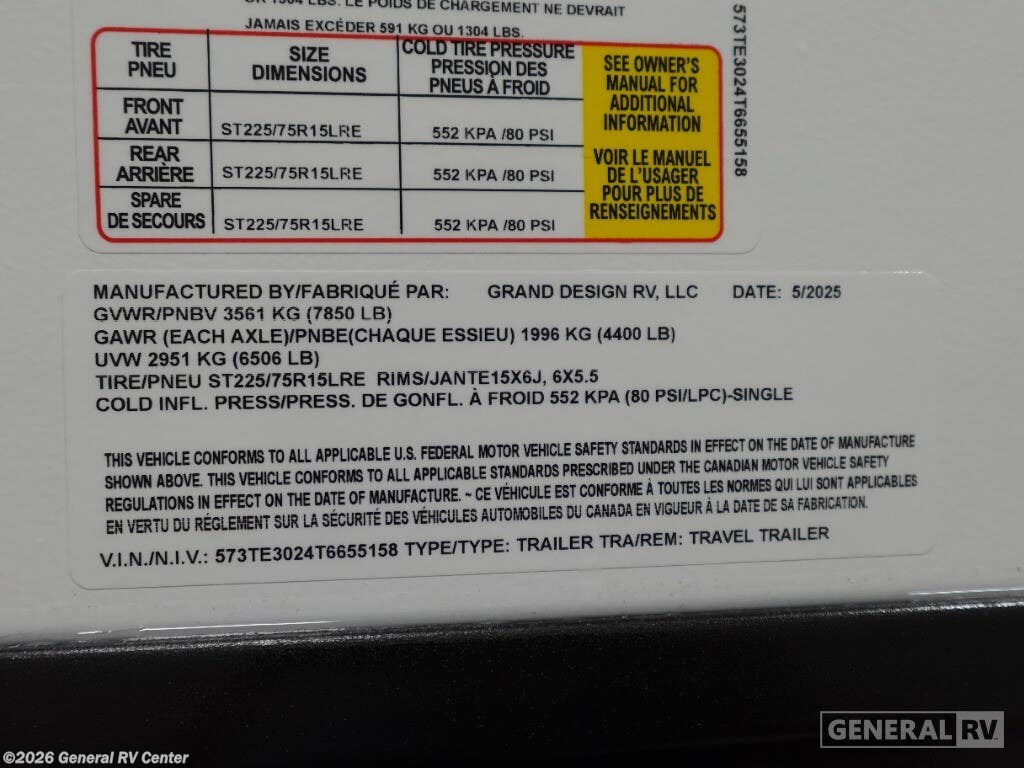 OR 1304 LBS. LE POIDS DE CHARGEMENT NE DEVRAIT
JAMAIS EXCÉDER 591 KG OU 1304 LBS.
TIRE PNEU SIZE DIMENSIONS COLD TIRE PRESSURE PRESSION DES PNEUS À FROID
FRONT AVANT ST225/75R15LRE 552 KPA /80 PSI
REAR ARRIÈRE ST225/75R15LRE 552 KPA /80 PSI
SPARE DE SECOURS ST225/75R15LRE 552 KPA /80 PSI
SEE OWNER'S
MANUAL FOR
ADDITIONAL
INFORMATION
VOIR LE MANUEL
DE L'USAGER
POUR PLUS DE
RENSEIGNEMENTS
573TE3024T6655158
MANUFACTURED BY/FABRIQUÉ PAR: GRAND DESIGN RV, LLC DATE: 5/2025
GVWR/PNBV 3561 KG (7850 LB)
GAWR (EACH AXLE)/PNBE(CHAQUE ESSIEU) 1996 KG (4400 LB)
UVW 2951 KG (6506 LB)
TIRE/PNEU ST225/75R15LRE RIMS/JANTE15X6J, 6X5.5
COLD INFL. PRESS/PRESS. DE GONFL. À FROID 552 KPA (80 PSI/LPC)-SINGLE
THIS VEHICLE CONFORMS TO ALL APPLICABLE U.S. FEDERAL MOTOR VEHICLE SAFETY STANDARDS IN EFFECT ON THE DATE OF MANUFACTURE
SHOWN ABOVE. THIS VEHICLE CONFORMS TO ALL APPLICABLE STANDARDS PRESCRIBED UNDER THE CANADIAN MOTOR VEHICLE SAFETY
REGULATIONS IN EFFECT ON THE DATE OF MANUFACTURE. ~ CE VÉHICULE EST CONFORME À TOUTES LES NORMES QUI LUI SONT APPLICABLES
EN VERTU DU RÉGLEMENT SUR LA SÉCURITÉ DES VÉHICULES AUTOMOBILES DU CANADA EN VIGUEUR À LA DATE DE SA FABRICATION.
V.I.N./N.I.V.: 573TE3024T6655158 TYPE/TYPE: TRAILER TRA/REM: TRAVEL TRAILER
GENERAL RV
©2026 General RV Center